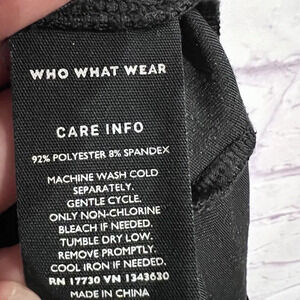 WHO WHAT WEAR
CARE INFO
92% POLYESTER 8% SPANDEX
MACHINE WASH COLD
SEPARATELY.
GENTLE CYCLE.
ONLY NON-CHLORINE
BLEACH IF NEEDED.
TUMBLE DRY LOW.
REMOVE PROMPTLY.
COOL IRON IF NEEDED.
RN 17730 VN 1343630
MADE IN CHINA